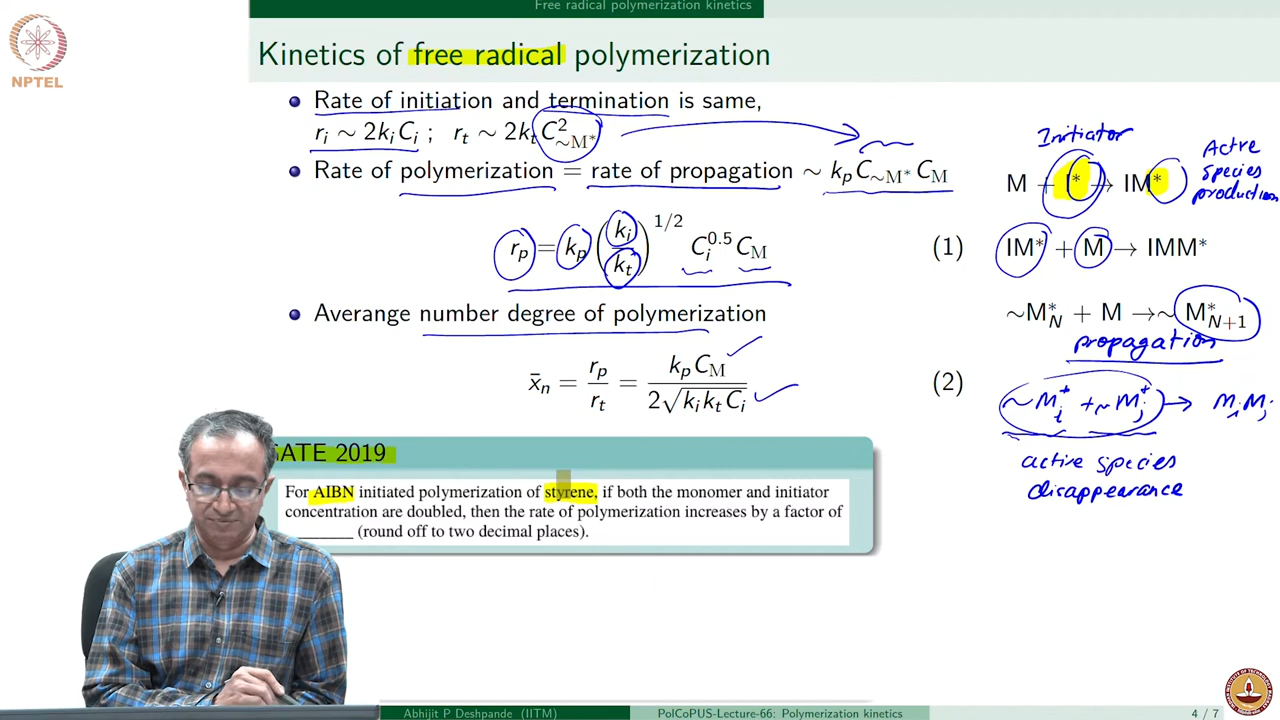 Free radical polymerization kinetics
NPTEL
Kinetics of free radical polymerization
Rate of initiation and termination is same,
r_i ∼ 2k_i C_i ; r_t ∼ 2k_t C²_∼M*
Rate of polymerization = rate of propagation ∼ k_p C_∼M* C_M
r_p = k_p (k_i / k_t)^1/2 C_i^0.5 C_M (1)
Averange number degree of polymerization
x̄_n = r_p / r_t = k_p C_M / 2√k_i k_t C_i (2)
Initiator
M + I* → IM*
Active
species
production
IM* + M → IMM*
∼M*_N + M →∼ M*_N+1
propagation
∼M_i* + ∼M_j* → M_i M_j
active species
disappearance
GATE 2019
For AIBN initiated polymerization of styrene, if both the monomer and initiator
concentration are doubled, then the rate of polymerization increases by a factor of
______ (round off to two decimal places).
Abhijit P Deshpande (IITM)
PolCoPUS-Lecture-66: Polymerization kinetics
4 / 7